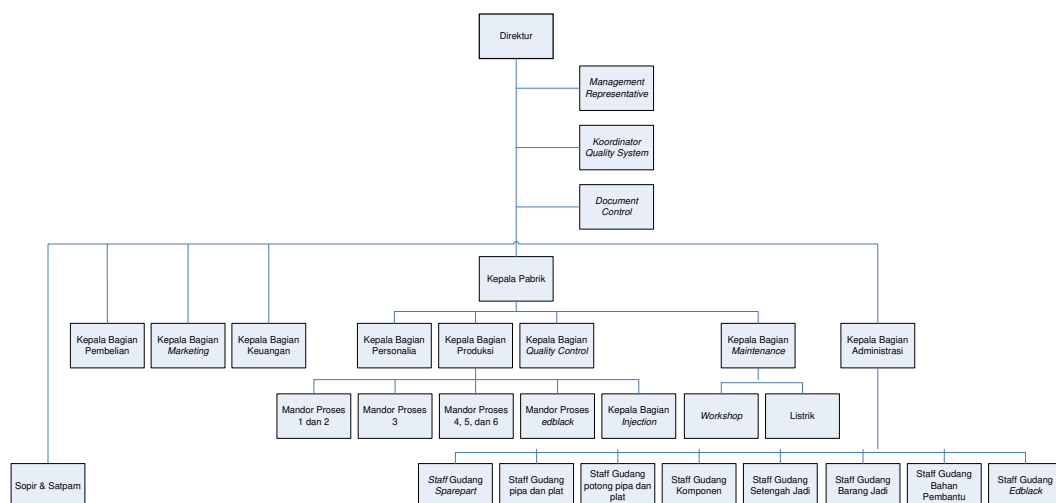 Direktur
Management
Representative
Koordinator
Quality System
Document
Control
Kepala Pabrik
Kepala Bagian
Pembelian
Kepala Bagian
Marketing
Kepala Bagian
Keuangan
Kepala Bagian
Personalia
Kepala Bagian
Produksi
Kepala Bagian
Quality Control
Kepala Bagian
Maintenance
Kepala Bagian
Administrasi
Mandor Proses
1 dan 2
Mandor Proses
3
Mandor Proses
4, 5, dan 6
Mandor Proses
edblack
Kepala Bagian
Injection
Workshop
Listrik
Sopir & Satpam
Staff Gudang
Sparepart
Staff Gudang
pipa dan plat
Staff Gudang
potong pipa dan
plat
Staff Gudang
Komponen
Staff Gudang
Setengah Jadi
Staff Gudang
Barang Jadi
Staff Gudang
Bahan
Pembantu
Staff Gudang
Edblack